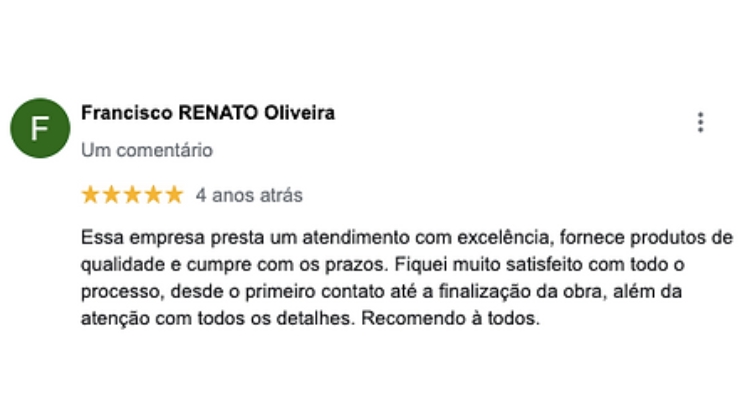 F
Francisco RENATO Oliveira
Um comentário
4 anos atrás
Essa empresa presta um atendimento com excelência, fornece produtos de
qualidade e cumpre com os prazos. Fiquei muito satisfeito com todo o
processo, desde o primeiro contato até a finalização da obra, além da
atenção com todos os detalhes. Recomendo à todos.